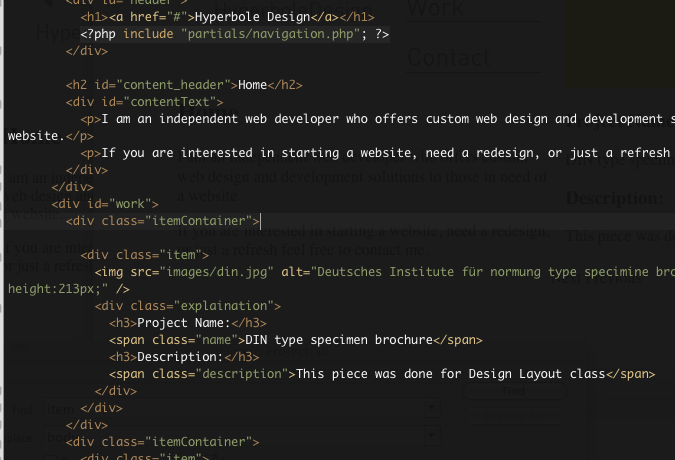 <div id="header">
<h1><a href="#">Hyperbole Design</a></h1>
<?php include "partials/navigation.php"; ?>
</div>
<h2 id="content_header">Home</h2>
<div id="contentText">
<p>I am an independent web developer who offers custom web design and development s
website.</p>
<p>If you are interested in starting a website, need a redesign, or just a refresh
</div>
</div>
<div id="work">
<div class="itemContainer">
<div class="item">
<img src="images/din.jpg" alt="Deutsches Institute für normung type specimine bro
height:213px;" />
<div class="explaination">
<h3>Project Name:</h3>
<span class="name">DIN type specimen brochure</span>
<h3>Description:</h3>
<span class="description">This piece was done for Design Layout class</span>
</div>
</div>
</div>
<div class="itemContainer">
<div class="item">
Work
Contact
web design and development solutions to those in need of
a website.
If you are interested in starting a website, need a redesign,
or just a refresh feel free to contact me
Description:
This piece was do